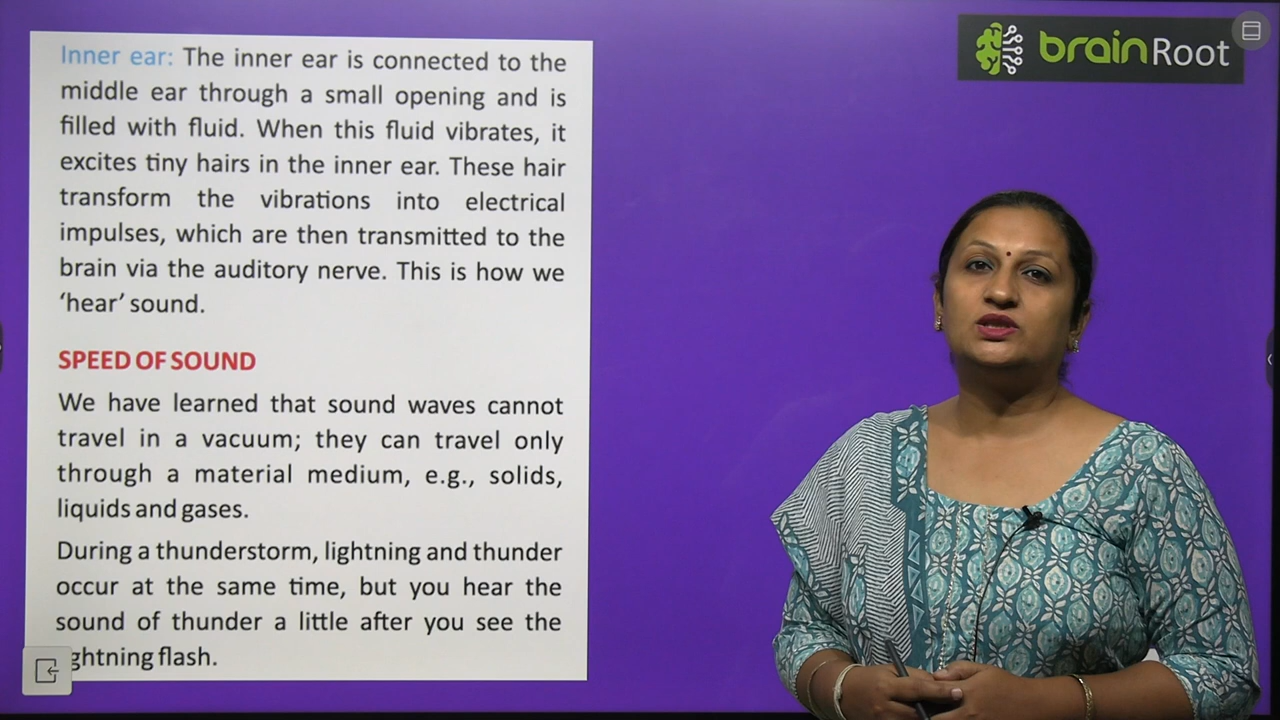 Inner ear: The inner ear is connected to the
middle ear through a small opening and is
filled with fluid. When this fluid vibrates, it
excites tiny hairs in the inner ear. These hair
transform the vibrations into electrical
impulses, which are then transmitted to the
brain via the auditory nerve. This is how we
‘hear’ sound.
SPEED OF SOUND
We have learned that sound waves cannot
travel in a vacuum; they can travel only
through a material medium, e.g., solids,
liquids and gases.
During a thunderstorm, lightning and thunder
occur at the same time, but you hear the
sound of thunder a little after you see the
ghtning flash.
brainRoot